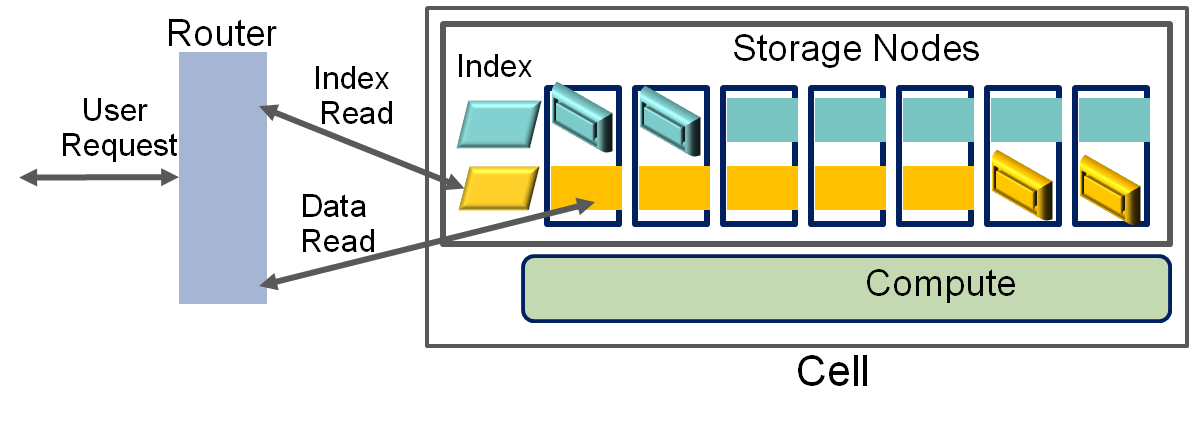 Router
User
Request
Index
Read
Data
Read
Index
Storage Nodes
Compute
Cell